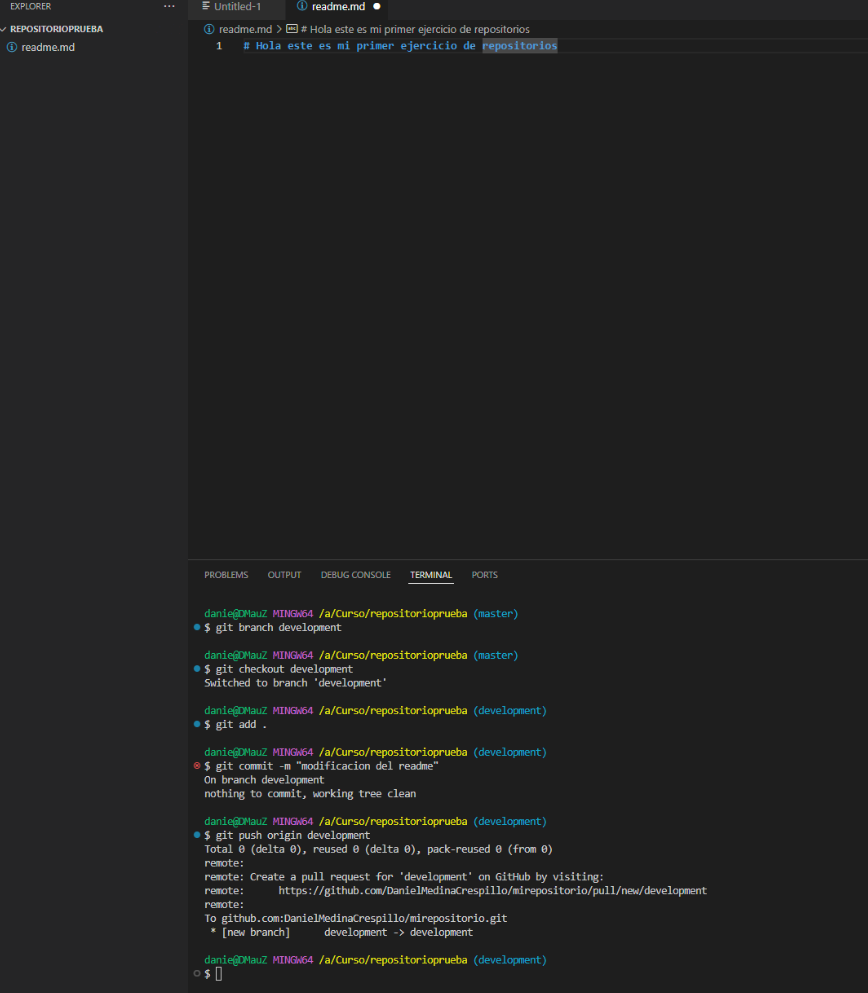 EXPLORER ...
REPOSITORIOPRUEBA
readme.md
Untitled-1 readme.md
readme.md > # Hola este es mi primer ejercicio de repositorios
1 # Hola este es mi primer ejercicio de repositorios
PROBLEMS OUTPUT DEBUG CONSOLE TERMINAL PORTS
danie@DMauZ MINGW64 /a/Curso/repositorioprueba (master)
$ git branch development
danie@DMauZ MINGW64 /a/Curso/repositorioprueba (master)
$ git checkout development
Switched to branch 'development'
danie@DMauZ MINGW64 /a/Curso/repositorioprueba (development)
$ git add .
danie@DMauZ MINGW64 /a/Curso/repositorioprueba (development)
$ git commit -m "modificacion del readme"
On branch development
nothing to commit, working tree clean
danie@DMauZ MINGW64 /a/Curso/repositorioprueba (development)
$ git push origin development
Total 0 (delta 0), reused 0 (delta 0), pack-reused 0 (from 0)
remote:
remote: Create a pull request for 'development' on GitHub by visiting:
remote:      https://github.com/DanielMedinaCrespillo/mirepositorio/pull/new/development
remote:
To github.com:DanielMedinaCrespillo/mirepositorio.git
 * [new branch]      development -> development
danie@DMauZ MINGW64 /a/Curso/repositorioprueba (development)
$